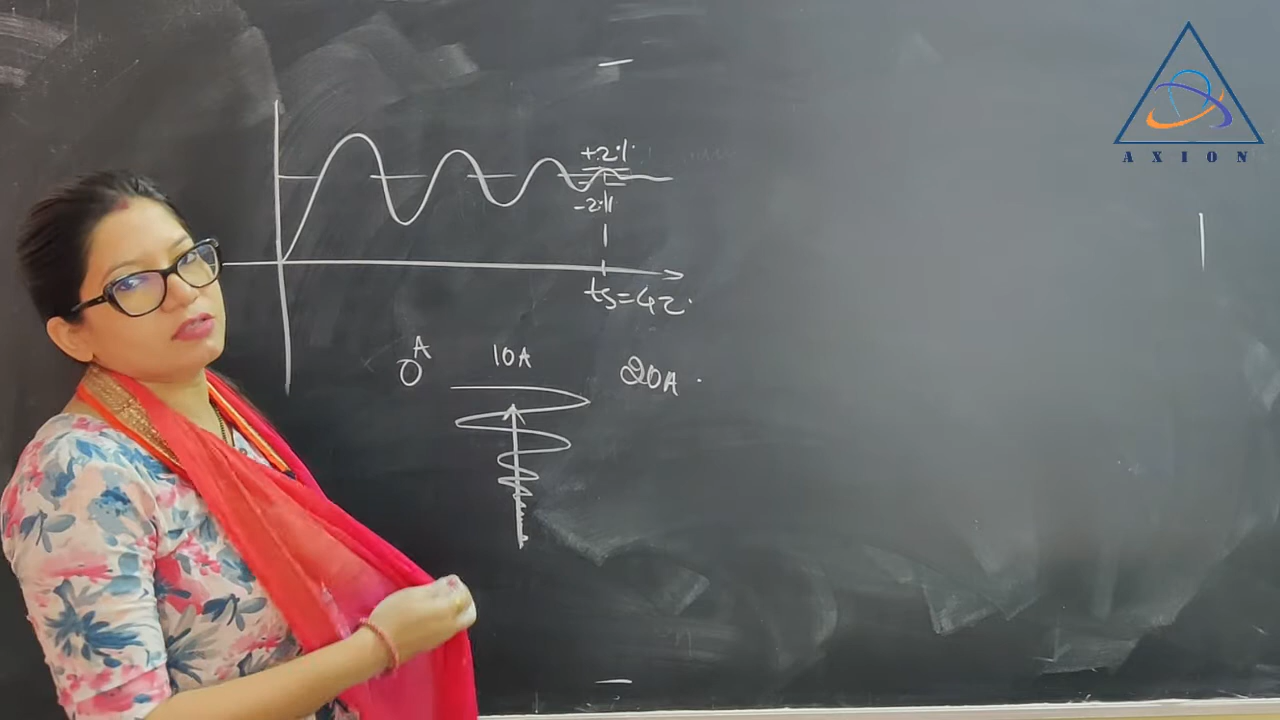 +2%
-2%
ts=4τ
0A
10A
20A
AXION